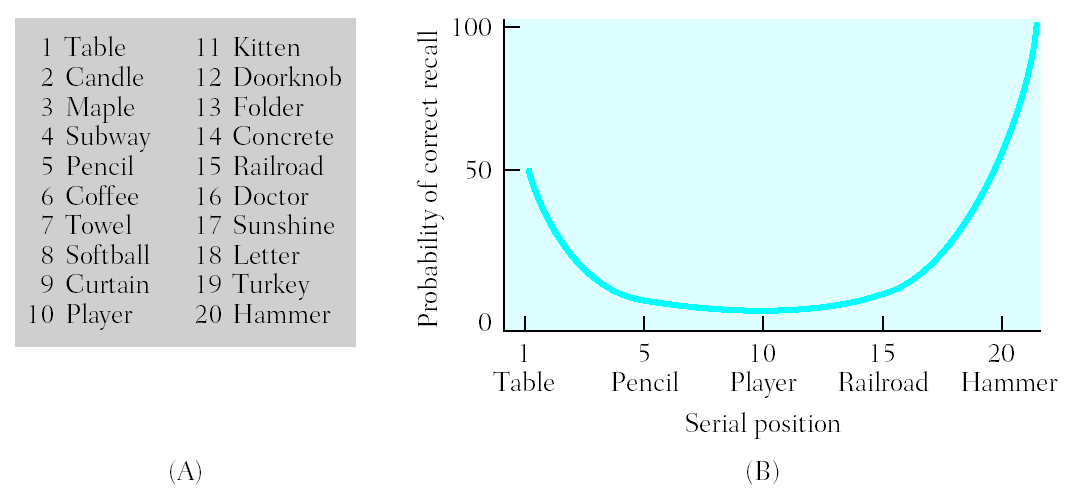 1 Table
2 Candle
3 Maple
4 Subway
5 Pencil
6 Coffee
7 Towel
8 Softball
9 Curtain
10 Player
11 Kitten
12 Doorknob
13 Folder
14 Concrete
15 Railroad
16 Doctor
17 Sunshine
18 Letter
19 Turkey
20 Hammer
(A)
Probability of correct recall
100
50
0
1 5 10 15 20
Table Pencil Player Railroad Hammer
Serial position
(B)